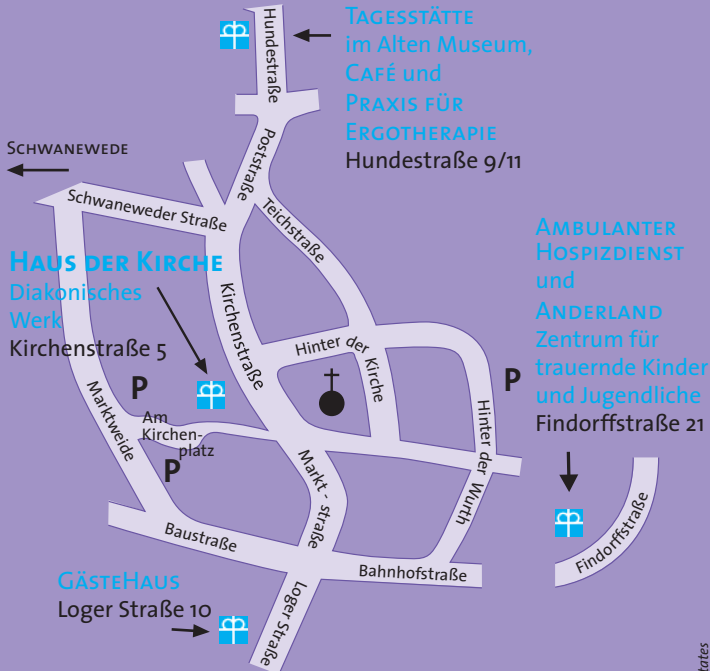 Tagesstätte
im Alten Museum,
Café und
Praxis für
Ergotherapie
Hundestraße 9/11
Hundestraße
Schwanewede
Poststraße
Schwaneweder Straße
Teichstraße
Ambulanter
Hospizdienst
und
Anderland
Zentrum für
trauernde Kinder
und Jugendliche
Findorffstraße 21
Haus der Kirche
Diakonisches
Werk
Kirchenstraße 5
Kirchenstraße
Hinter der Kirche
P
P
Am
Kirchen-
platz
P
Marktweide
Markt - straße
Hinter der Wurth
Findorffstraße
Baustraße
Bahnhofstraße
GästeHaus
Loger Straße 10
Loger Straße